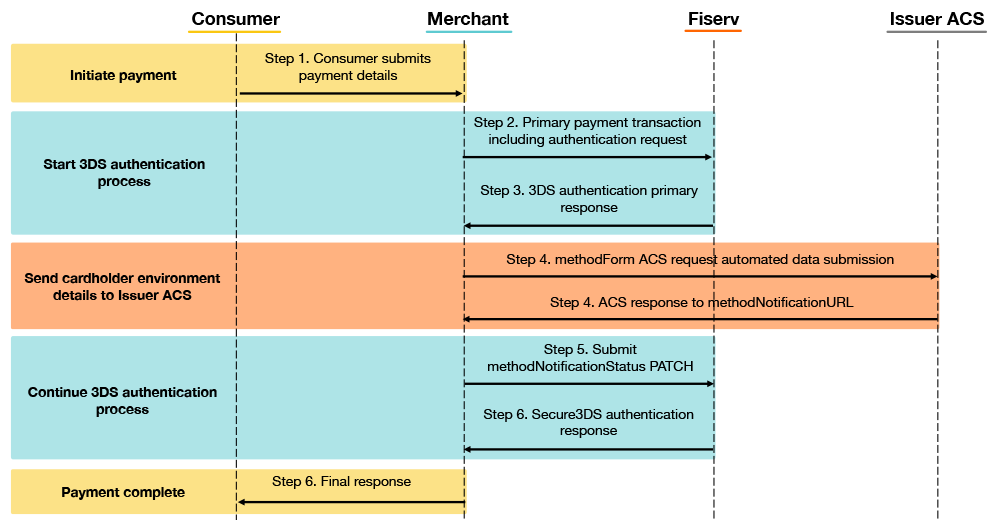 Consumer
Merchant
Fiserv
Issuer ACS
Initiate payment
Step 1. Consumer submits
payment details
Start 3DS authentication
process
Step 2. Primary payment transaction
including authentication request
Step 3. 3DS authentication primary
response
Send cardholder environment
details to Issuer ACS
Step 4. methodForm ACS request automated data submission
Step 4. ACS response to methodNotificationURL
Continue 3DS authentication
process
Step 5. Submit
methodNotificationStatus PATCH
Step 6. Secure3DS authentication
response
Payment complete
Step 6. Final response